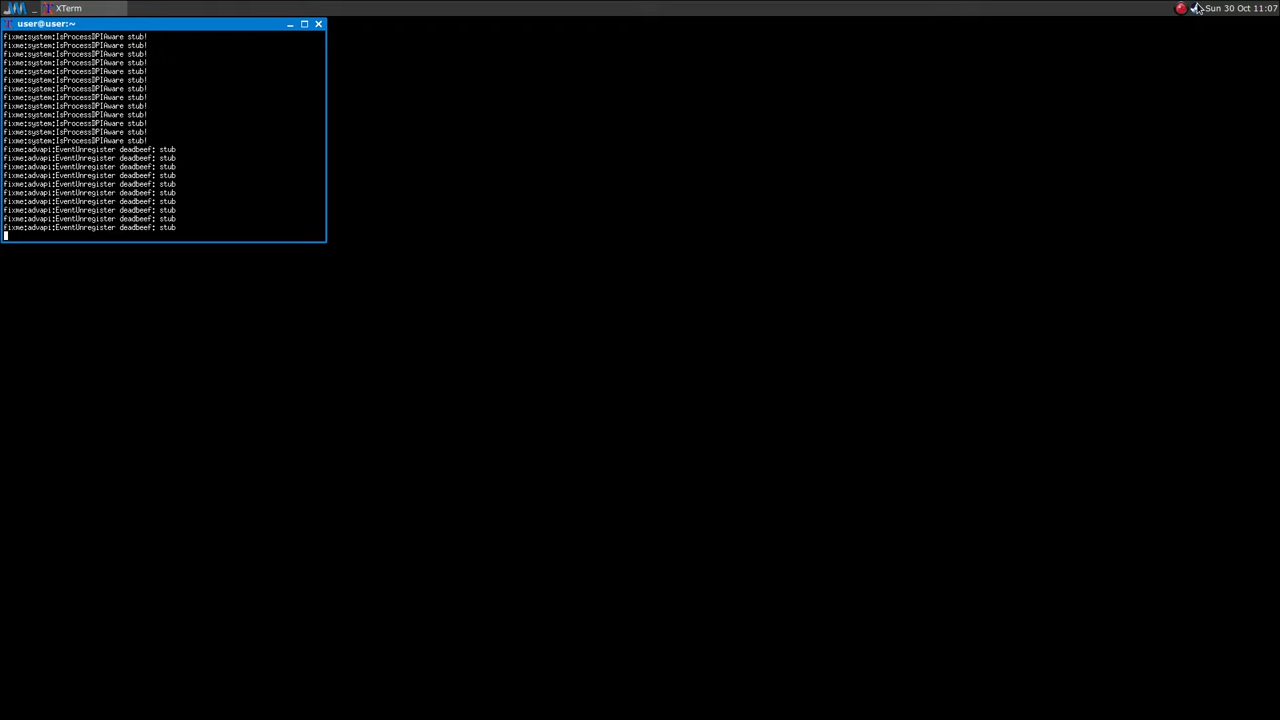 XTerm
Sun 30 Oct 11:07
user@user:~
fixme:system:IsProcessDPIAware stub!
fixme:system:IsProcessDPIAware stub!
fixme:system:IsProcessDPIAware stub!
fixme:system:IsProcessDPIAware stub!
fixme:system:IsProcessDPIAware stub!
fixme:system:IsProcessDPIAware stub!
fixme:system:IsProcessDPIAware stub!
fixme:system:IsProcessDPIAware stub!
fixme:system:IsProcessDPIAware stub!
fixme:system:IsProcessDPIAware stub!
fixme:system:IsProcessDPIAware stub!
fixme:system:IsProcessDPIAware stub!
fixme:system:IsProcessDPIAware stub!
fixme:advapi:EventUnregister deadbeef: stub
fixme:advapi:EventUnregister deadbeef: stub
fixme:advapi:EventUnregister deadbeef: stub
fixme:advapi:EventUnregister deadbeef: stub
fixme:advapi:EventUnregister deadbeef: stub
fixme:advapi:EventUnregister deadbeef: stub
fixme:advapi:EventUnregister deadbeef: stub
fixme:advapi:EventUnregister deadbeef: stub
fixme:advapi:EventUnregister deadbeef: stub
fixme:advapi:EventUnregister deadbeef: stub